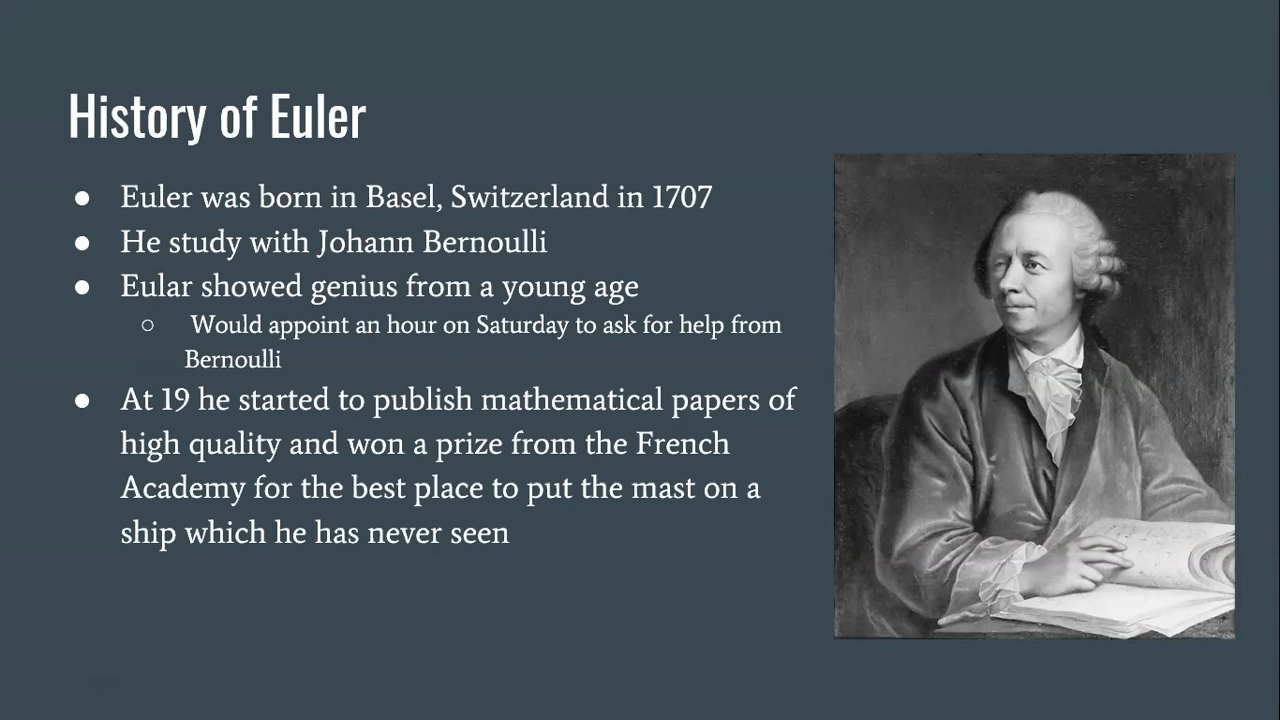 History of Euler
● Euler was born in Basel, Switzerland in 1707
● He study with Johann Bernoulli
● Eular showed genius from a young age
○ Would appoint an hour on Saturday to ask for help from
Bernoulli
● At 19 he started to publish mathematical papers of
high quality and won a prize from the French
Academy for the best place to put the mast on a
ship which he has never seen